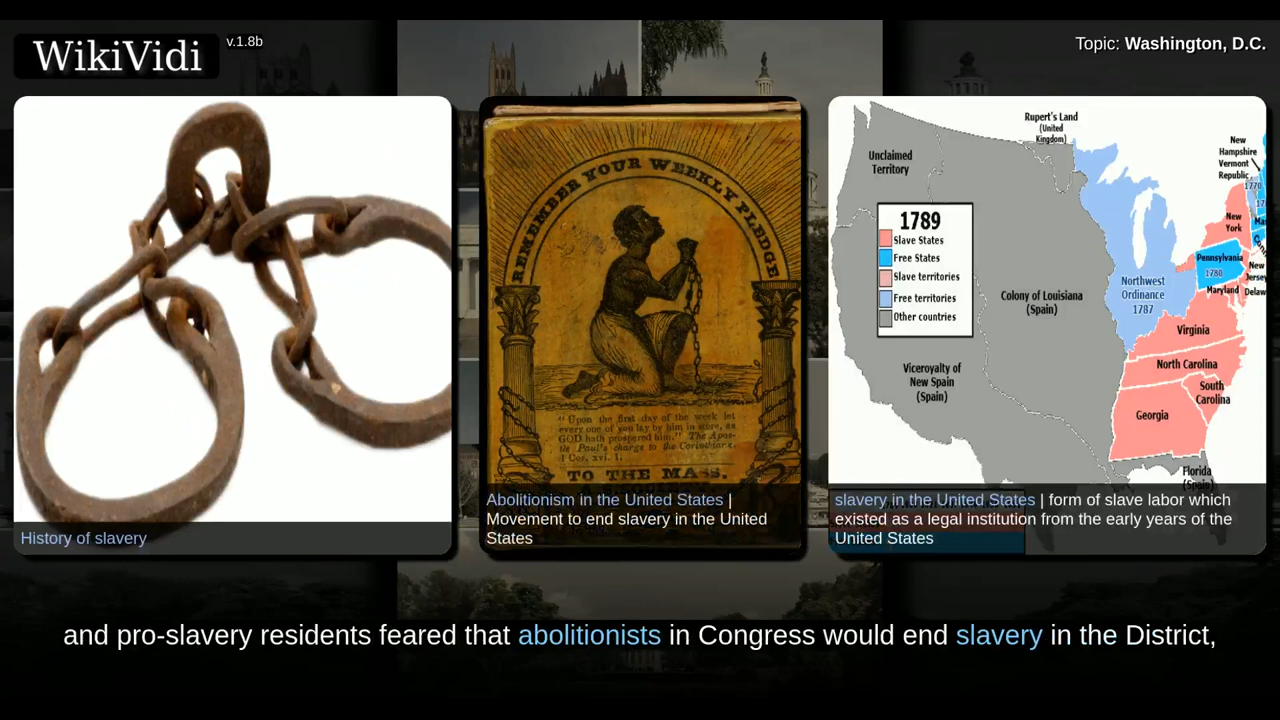 WikiVidi
v.1.8b
Topic: Washington, D.C.
History of slavery
REMEMBER YOUR WEEKLY PLEDGE
"Upon the first day of the week let
every one of you lay by him in store, as
GOD hath prospered him." The Apos-
tle Paul's charge to the Corinthians,
1 Cor. xvi. 1.
TO THE MASS.
Abolitionism in the United States |
Movement to end slavery in the United
States
Rupert's Land
(United
Kingdom)
Unclaimed
Territory
New
Hampshire
Vermont
Republic
1789
Slave States
Free States
Slave territories
Free territories
Other countries
New
York
Pennsylvania
1780
New
Jersey
Maryland
Northwest
Ordinance
1787
Colony of Louisiana
(Spain)
Virginia
North Carolina
South
Carolina
Georgia
Viceroyalty of
New Spain
(Spain)
Florida
(Spain)
slavery in the United States | form of slave labor which
existed as a legal institution from the early years of the
United States
and pro-slavery residents feared that abolitionists in Congress would end slavery in the District,